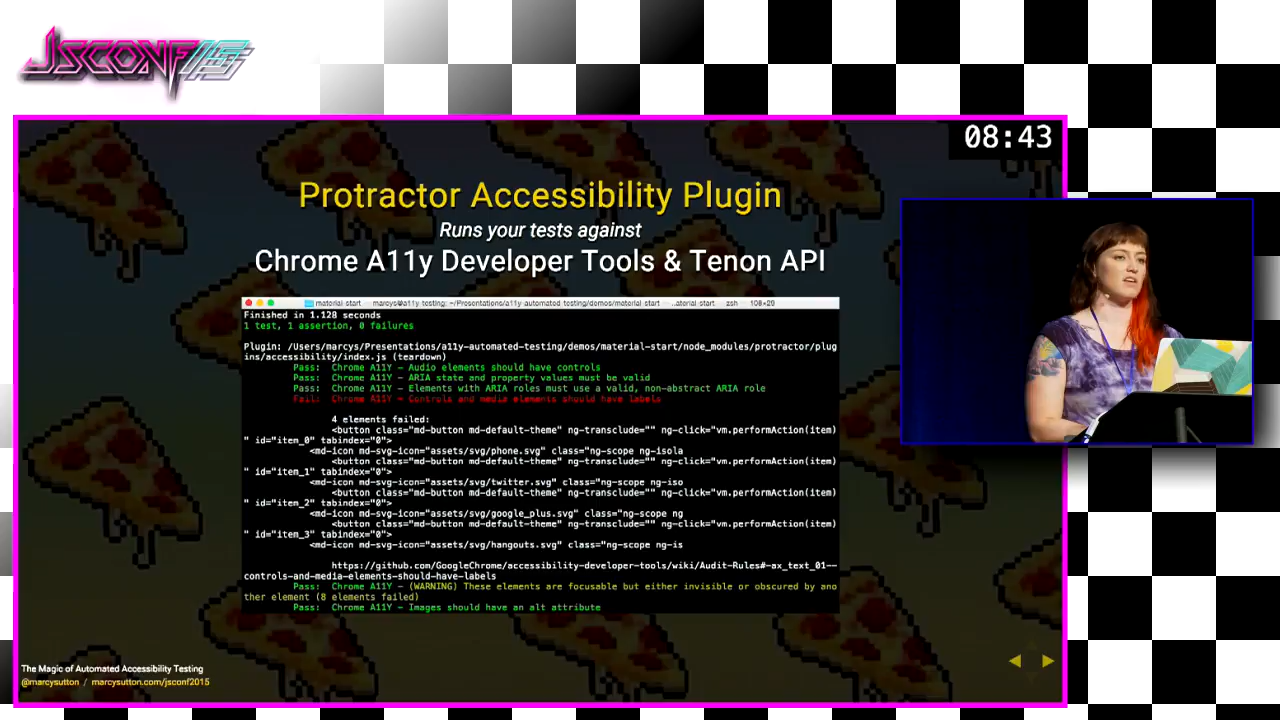 JSCONF15
08:43
Protractor Accessibility Plugin
Runs your tests against
Chrome A11y Developer Tools & Tenon API
material-start — marcys@a11y-testing: ~/Presentations/a11y-automated-testing/demos/material-start — ..aterial-start — zsh — 108×29
Finished in 1.128 seconds
1 test, 1 assertion, 0 failures
Plugin: /Users/marcys/Presentations/a11y-automated-testing/demos/material-start/node_modules/protractor/plug
ins/accessibility/index.js (teardown)
Pass: Chrome A11Y - Audio elements should have controls
Pass: Chrome A11Y - ARIA state and property values must be valid
Pass: Chrome A11Y - Elements with ARIA roles must use a valid, non-abstract ARIA role
Fail: Chrome A11Y - Controls and media elements should have labels
4 elements failed:
<button class="md-button md-default-theme" ng-transclude="" ng-click="vm.performAction(item)
" id="item_0" tabindex="0">
<md-icon md-svg-icon="assets/svg/phone.svg" class="ng-scope ng-isola
<button class="md-button md-default-theme" ng-transclude="" ng-click="vm.performAction(item)
" id="item_1" tabindex="0">
<md-icon md-svg-icon="assets/svg/twitter.svg" class="ng-scope ng-iso
<button class="md-button md-default-theme" ng-transclude="" ng-click="vm.performAction(item)
" id="item_2" tabindex="0">
<md-icon md-svg-icon="assets/svg/google_plus.svg" class="ng-scope ng
<button class="md-button md-default-theme" ng-transclude="" ng-click="vm.performAction(item)
" id="item_3" tabindex="0">
<md-icon md-svg-icon="assets/svg/hangouts.svg" class="ng-scope ng-is
https://github.com/GoogleChrome/accessibility-developer-tools/wiki/Audit-Rules#-ax_text_01--
controls-and-media-elements-should-have-labels
Pass: Chrome A11Y - (WARNING) These elements are focusable but either invisible or obscured by ano
ther element (8 elements failed)
Pass: Chrome A11Y - Images should have an alt attribute
The Magic of Automated Accessibility Testing
@marcysutton / marcysutton.com/jsconf2015